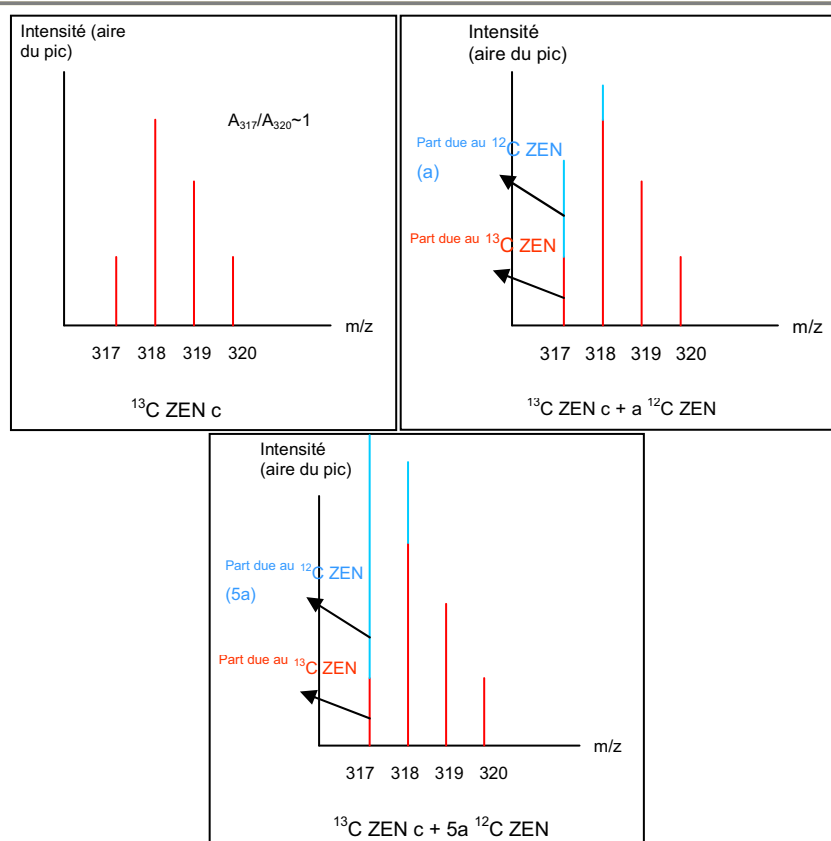 Intensité (aire
du pic)
A₃₁₇/A₃₂₀~1
m/z
317 318 319 320
¹³C ZEN c
Intensité
(aire du pic)
Part due au ¹²C ZEN
(a)
Part due au ¹³C ZEN
m/z
317 318 319 320
¹³C ZEN c + a ¹²C ZEN
Intensité
(aire du pic)
Part due au ¹²C ZEN
(5a)
Part due au ¹³C ZEN
m/z
317 318 319 320
¹³C ZEN c + 5a ¹²C ZEN